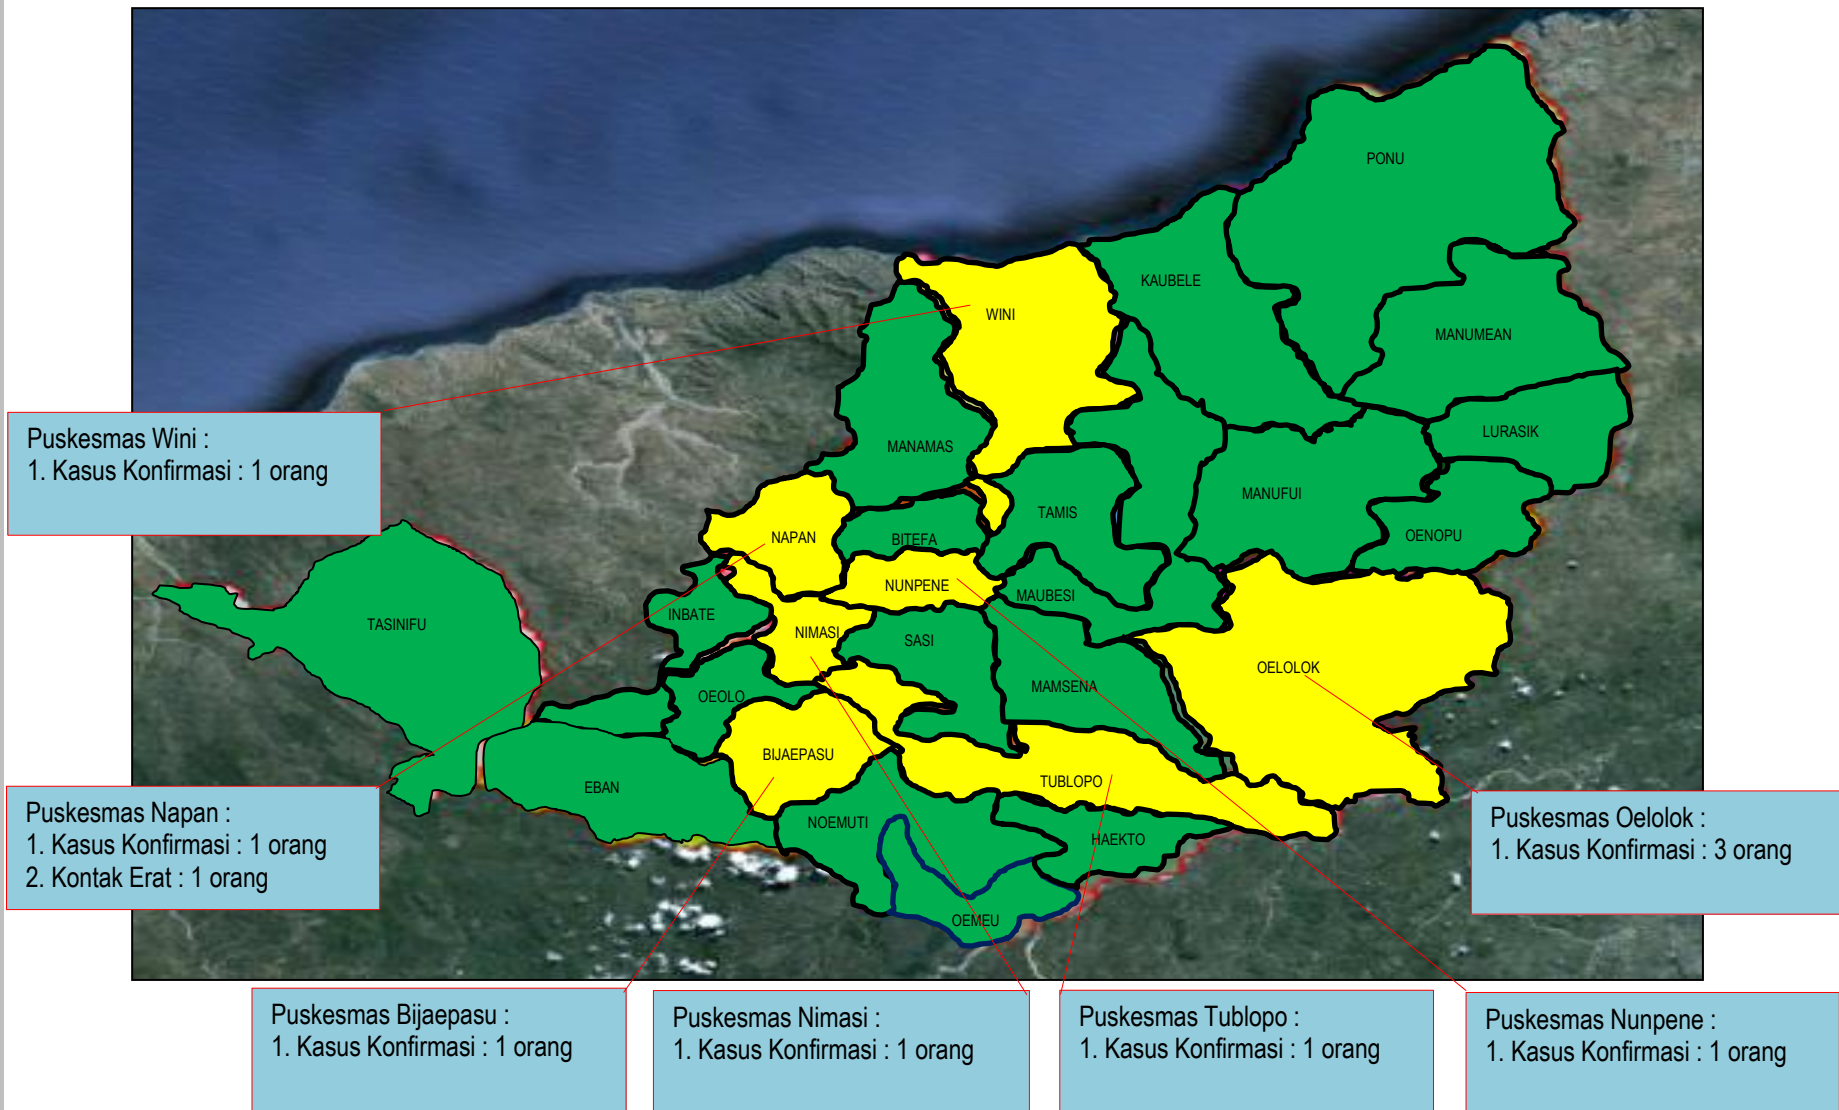 PONU
KAUBELE
WINI
MANUMEAN
LURASIK
MANAMAS
MANUFUI
TAMIS
OENOPU
NAPAN
BITEFA
NUNPENE
MAUBESI
INBATE
TASINIFU
NIMASI
SASI
OELOLOK
MAMSENA
OEOLO
BIJAEPASU
TUBLOPO
EBAN
NOEMUTI
HAEKTO
OEMEU
Puskesmas Wini :
1. Kasus Konfirmasi : 1 orang
Puskesmas Napan :
1. Kasus Konfirmasi : 1 orang
2. Kontak Erat : 1 orang
Puskesmas Oelolok :
1. Kasus Konfirmasi : 3 orang
Puskesmas Bijaepasu :
1. Kasus Konfirmasi : 1 orang
Puskesmas Nimasi :
1. Kasus Konfirmasi : 1 orang
Puskesmas Tublopo :
1. Kasus Konfirmasi : 1 orang
Puskesmas Nunpene :
1. Kasus Konfirmasi : 1 orang